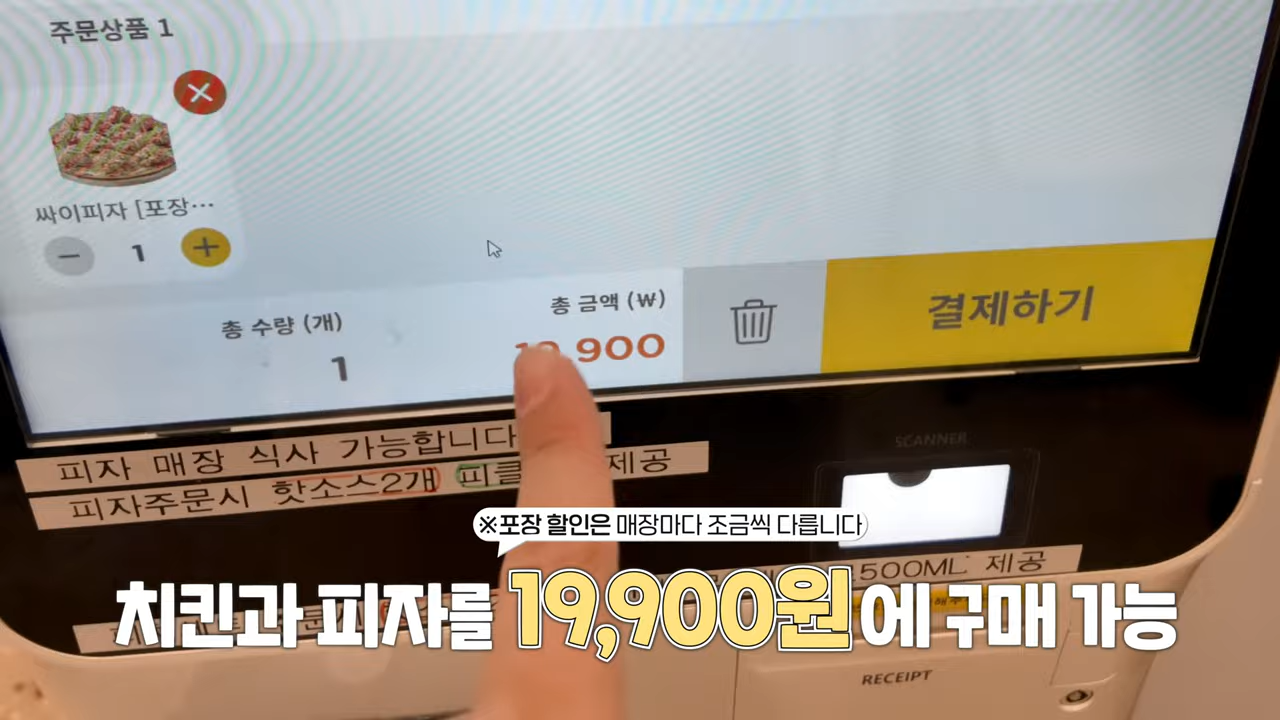 주문상품 1
싸이피자 [포장…
1
총 수량 (개)
1
총 금액 (₩)
900
결제하기
피자 매장 식사 가능합니다
피자주문시 핫소스2개 제공
SCANNER
※포장 할인은 매장마다 조금씩 다릅니다
500ML 제공
치킨과 피자를 19,900원에 구매 가능
RECEIPT